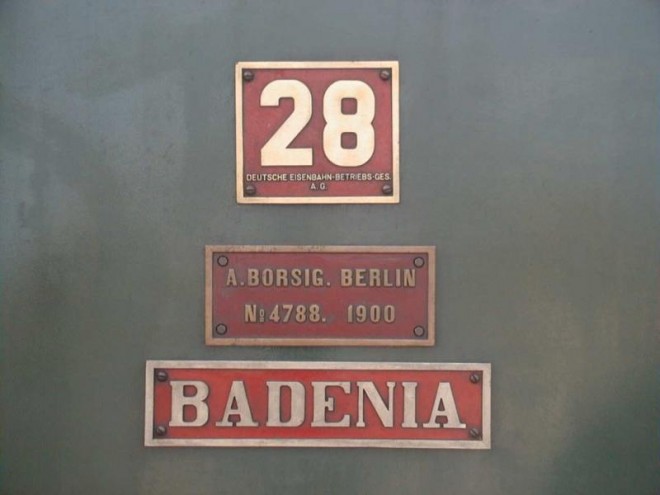 28
DEUTSCHE EISENBAHN-BETRIEBS-GES.
A. G.
A.BORSIG. BERLIN
No 4788. 1900
BADENIA